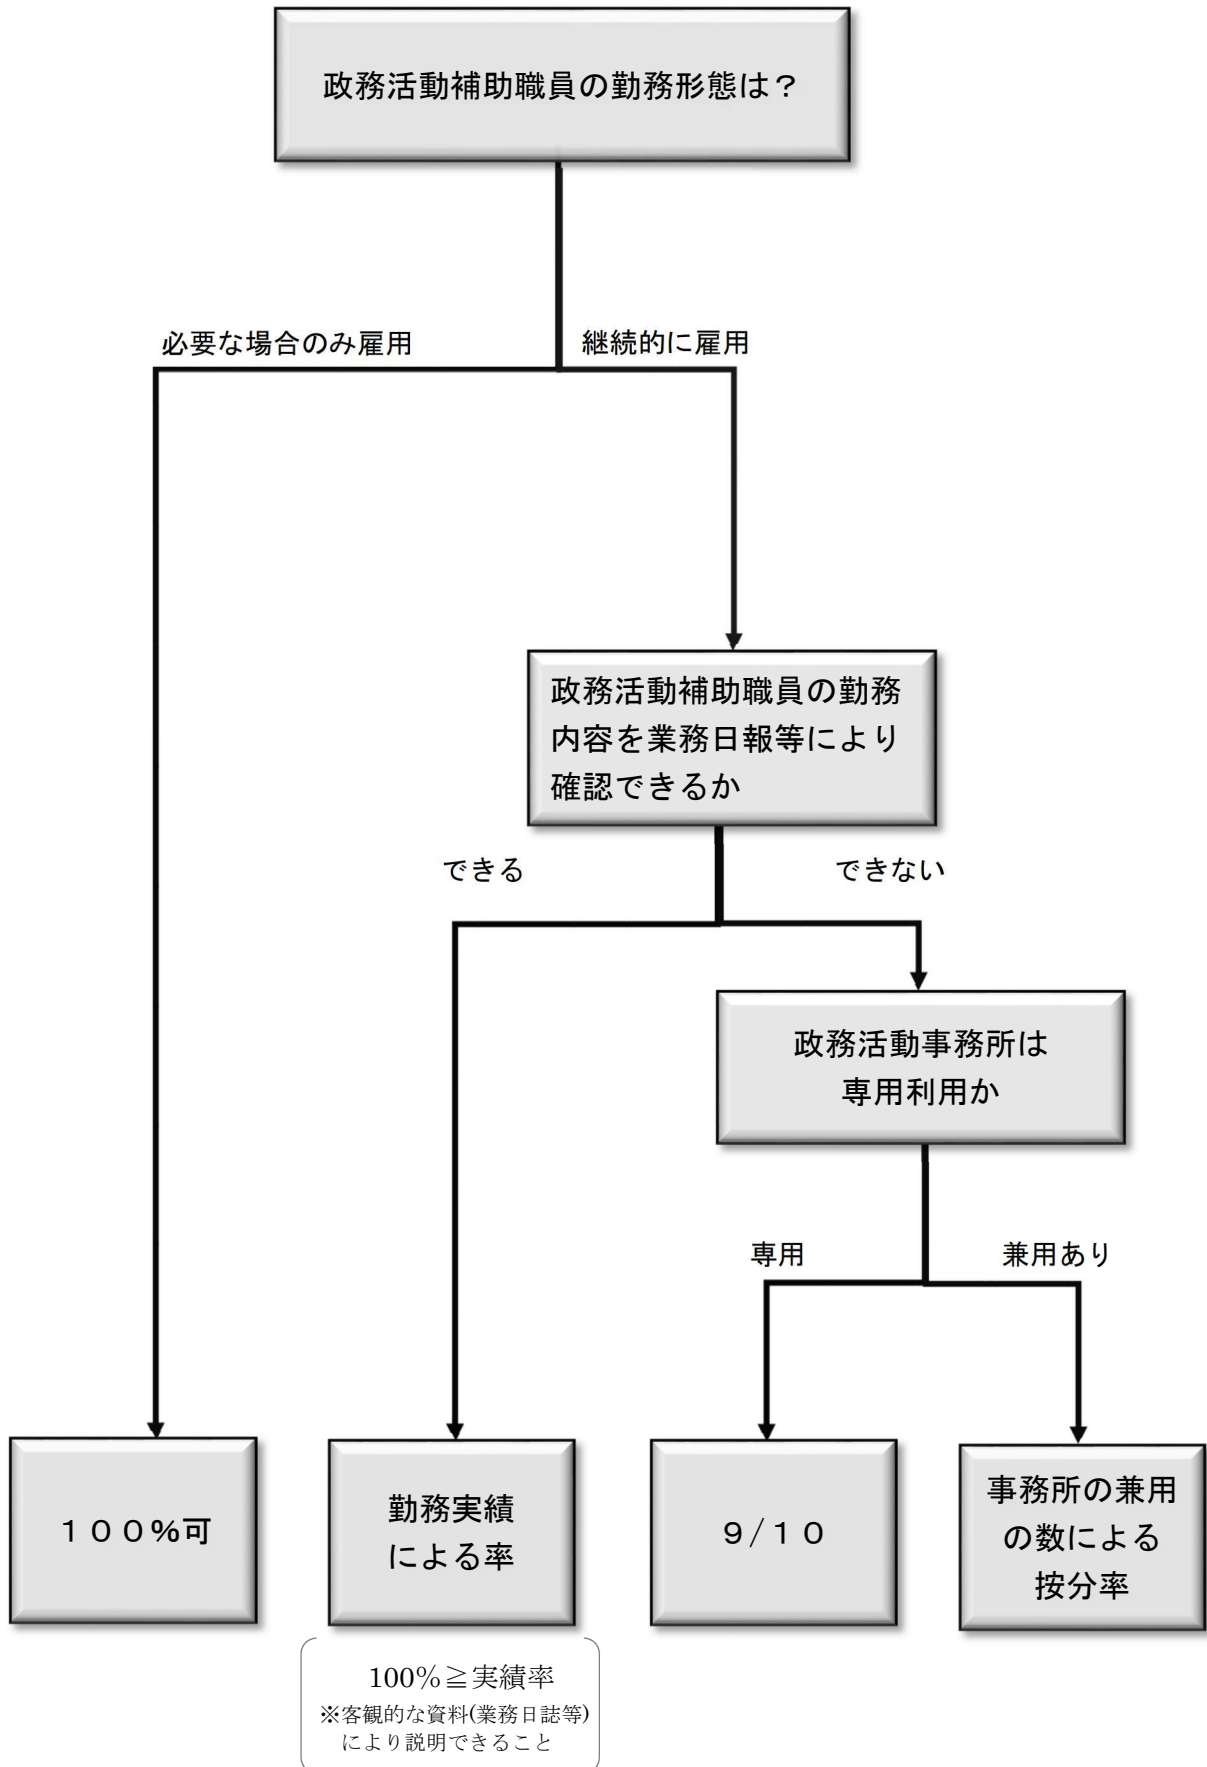 政務活動補助職員の勤務形態は？
必要な場合のみ雇用
継続的に雇用
政務活動補助職員の勤務
内容を業務日報等により
確認できるか
できる
できない
政務活動事務所は
専用利用か
専用
兼用あり
１００%可
勤務実績
による率
９/１０
事務所の兼用
の数による
按分率
100%≧実績率
※客観的な資料(業務日誌等)
により説明できること